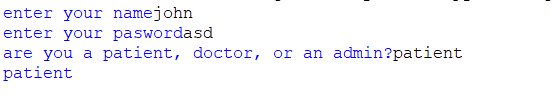 enter your namejohn
enter your paswordasd
are you a patient, doctor, or an admin?patient
patient